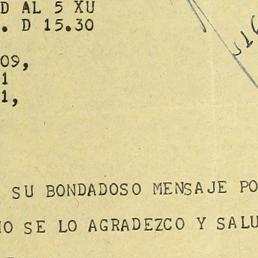 D AL 5 XU
. D 15.30
09,
1
1,
SU BONDADOSO MENSAJE PO
O SE LO AGRADEZCO Y SALU